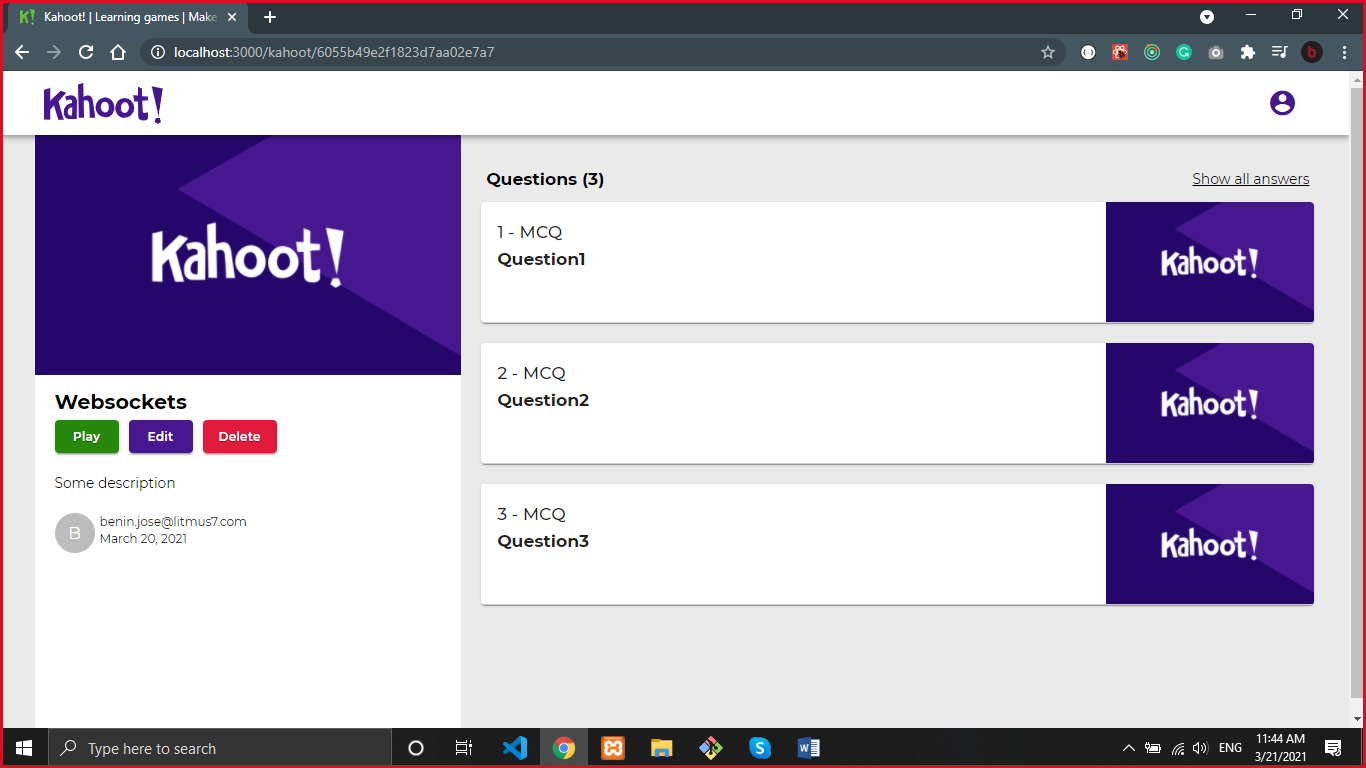 Kahoot! | Learning games | Make
localhost:3000/kahoot/6055b49e2f1823d7aa02e7a7
Kahoot!
Kahoot!
Websockets
Play Edit Delete
Some description
B
benin.jose@litmus7.com
March 20, 2021
Questions (3)
Show all answers
1 - MCQ
Question1
Kahoot!
2 - MCQ
Question2
Kahoot!
3 - MCQ
Question3
Kahoot!
Type here to search
ENG
11:44 AM
3/21/2021